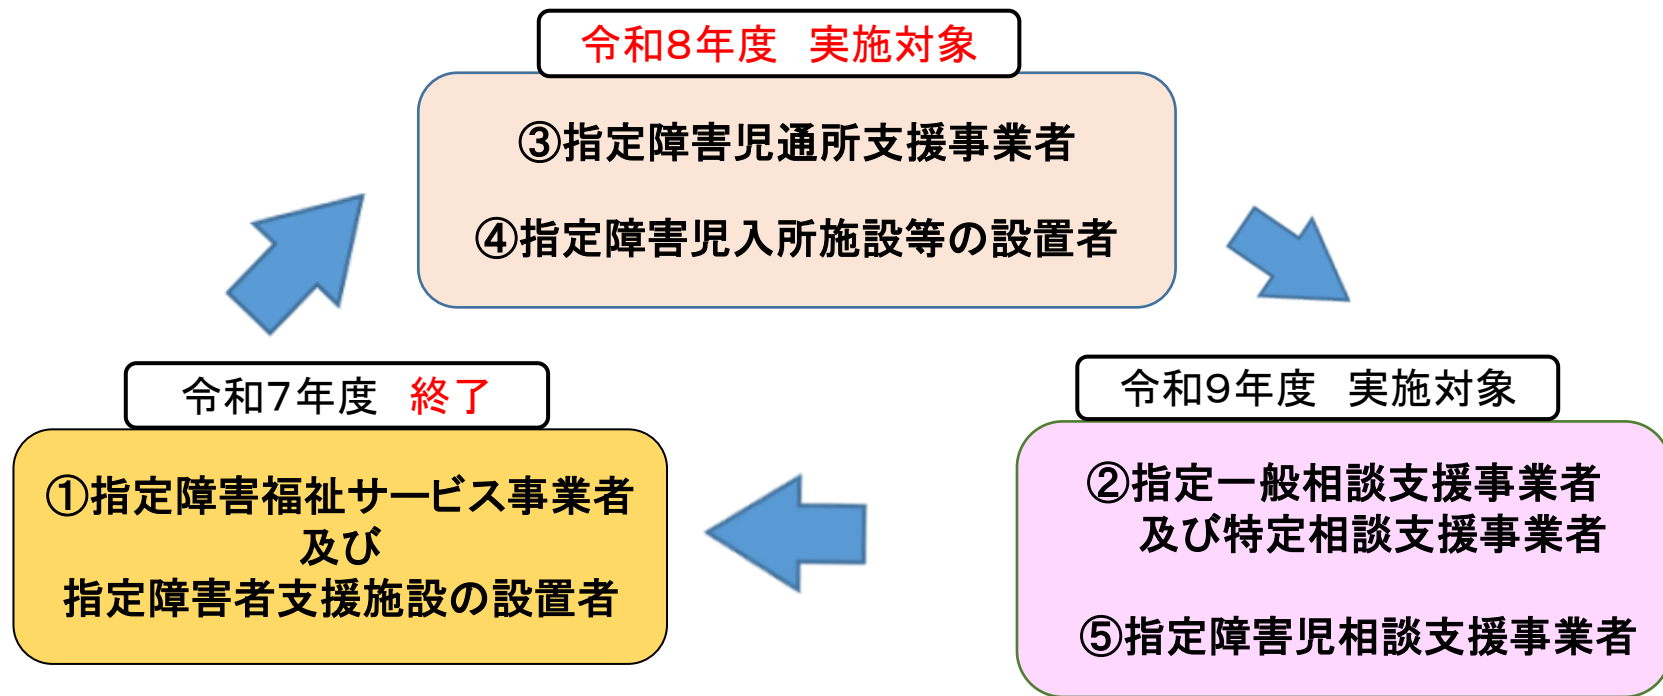 令和8年度　実施対象
③指定障害児通所支援事業者
④指定障害児入所施設等の設置者
令和7年度　終了
①指定障害福祉サービス事業者
及び
指定障害者支援施設の設置者
令和9年度　実施対象
②指定一般相談支援事業者
及び特定相談支援事業者
⑤指定障害児相談支援事業者